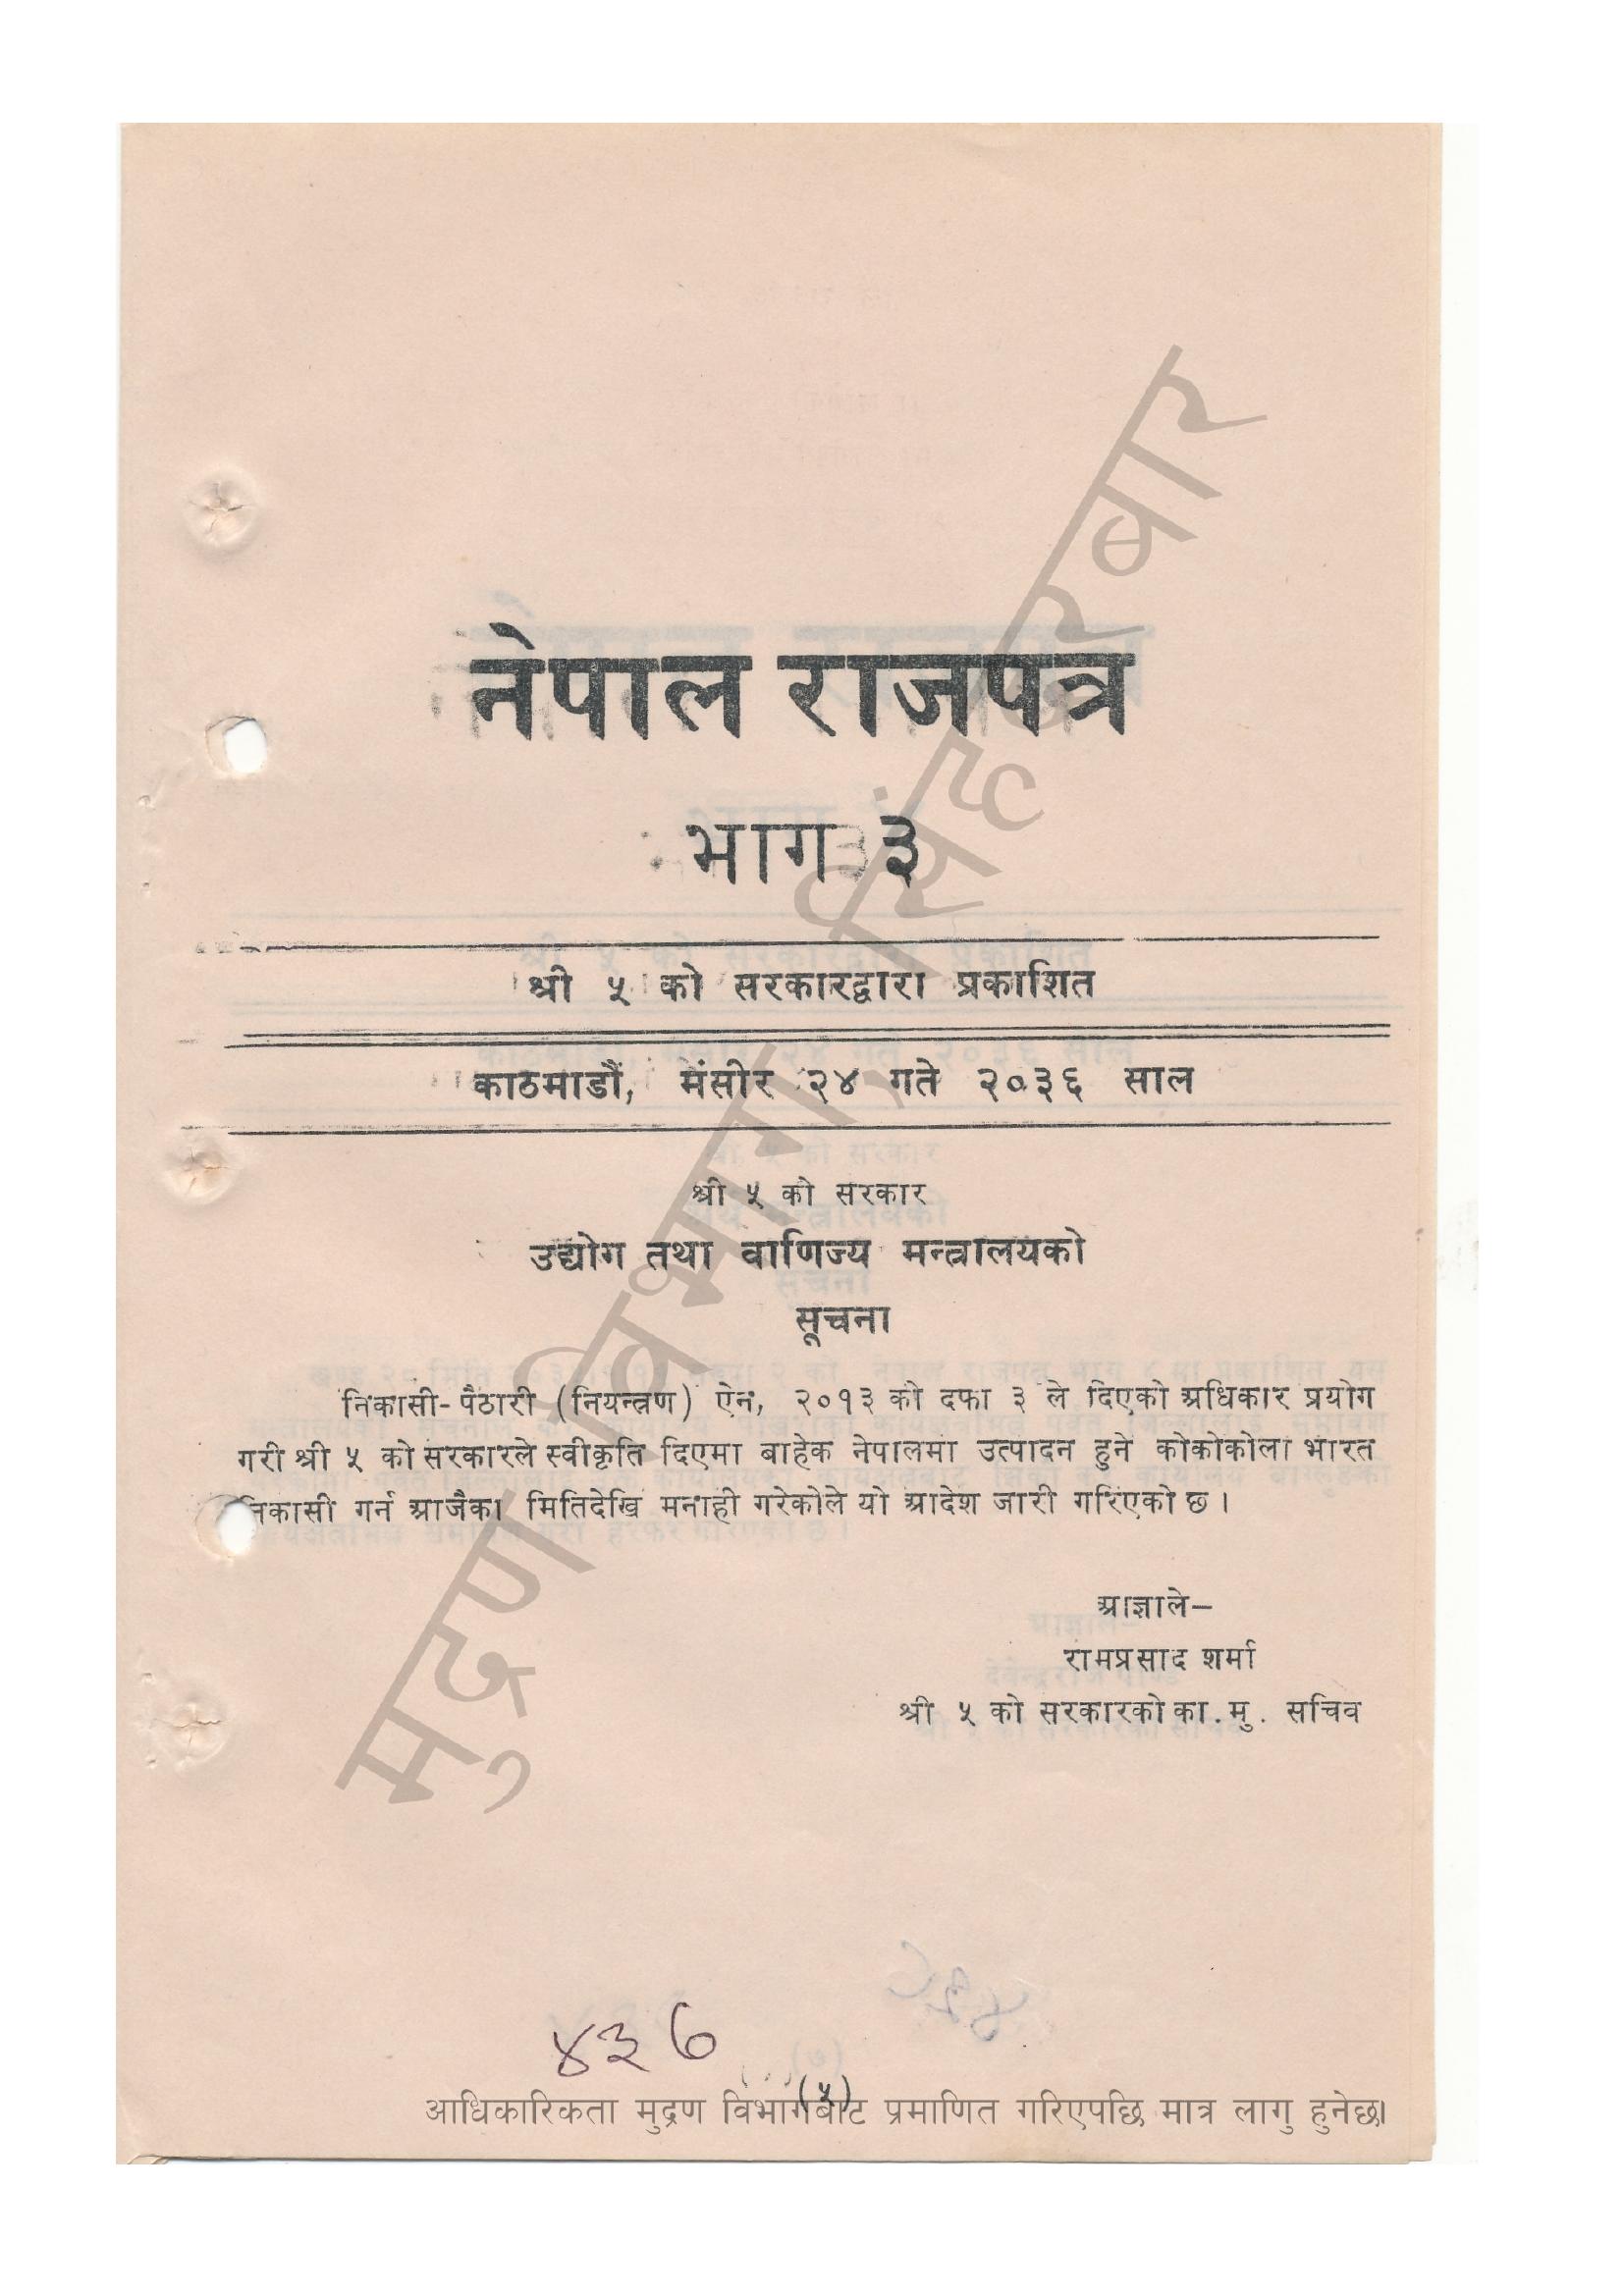 नेपाल राजपत्र
भाग ३
श्री ५ को सरकारद्वारा प्रकाशित
काठमाडौं, मंसीर २४ गते २०३६ साल
श्री ५ को सरकार
उद्योग तथा वाणिज्य मन्त्रालयको
सूचना
निकासी-पैठारी (नियन्त्रण) ऐन, २०१३ को दफा ३ ले दिएको अधिकार प्रयोग
गरी श्री ५ को सरकारले स्वीकृति दिएमा बाहेक नेपालमा उत्पादन हुने कोकोकोला भारत
निकासी गर्न आजैका मितिदेखि मनाही गरेकोले यो आदेश जारी गरिएको छ ।
आज्ञाले–
रामप्रसाद शर्मा
श्री ५ को सरकारको का. मु. सचिव
४३७
(५)
आधिकारिकता मुद्रण विभागबाट प्रमाणित गरिएपछि मात्र लागु हुनेछ।
मुद्रण विभाग, सिंहदरबार